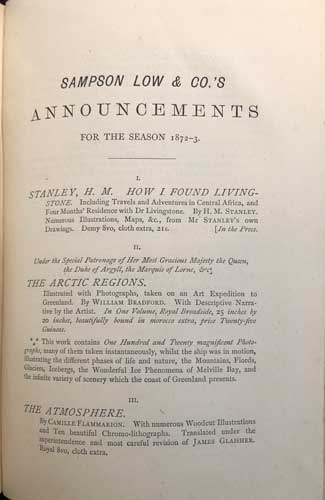 SAMPSON LOW & CO.'S
ANNOUNCEMENTS
FOR THE SEASON 1872-3.
I.
STANLEY, H. M. HOW I FOUND LIVING-
STONE. Including Travels and Adventures in Central Africa, and
Four Months' Residence with Dr Livingstone. By H. M. STANLEY.
Numerous Illustrations, Maps, &c., from Mr STANLEY'S own
Drawings. Demy 8vo, cloth extra, 21s. [In the Press.
II.
Under the Special Patronage of Her Most Gracious Majesty the Queen,
the Duke of Argyll, the Marquis of Lorne, &c.
THE ARCTIC REGIONS.
Illustrated with Photographs, taken on an Art Expedition to
Greenland. By WILLIAM BRADFORD. With Descriptive Narra-
tive by the Artist. In One Volume, Royal Broadside, 25 inches by
20 inches, beautifully bound in morocco extra, price Twenty-five
Guineas.
*** This work contains One Hundred and Twenty magnificent Photo-
graphs, many of them taken instantaneously, whilst the ship was in motion,
illustrating the different phases of life and nature, the Mountains, Fiords,
Glaciers, Icebergs, the Wonderful Ice Phenomena of Melville Bay, and
the infinite variety of scenery which the coast of Greenland presents.
III.
THE ATMOSPHERE.
By CAMILLE FLAMMARION. With numerous Woodcut Illustrations
and Ten beautiful Chromo-lithographs. Translated under the
superintendence and most careful revision of JAMES GLAISHER.
Royal 8vo, cloth extra.